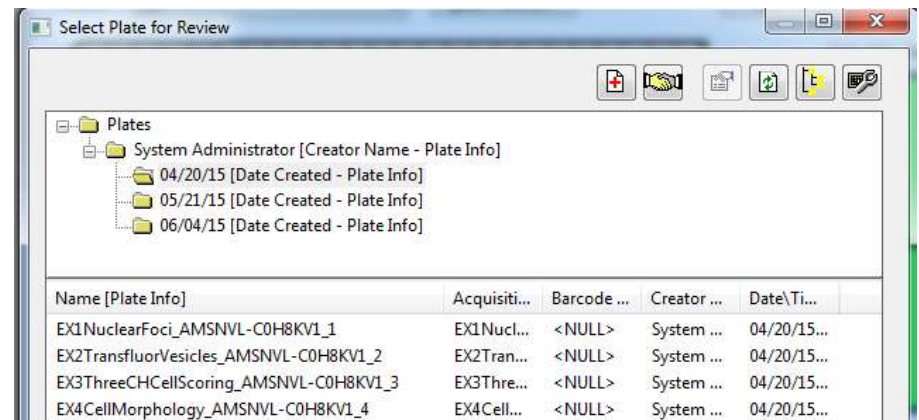 Select Plate for Review
Plates
System Administrator [Creator Name - Plate Info]
04/20/15 [Date Created - Plate Info]
05/21/15 [Date Created - Plate Info]
06/04/15 [Date Created - Plate Info]
Name [Plate Info] Acquisiti... Barcode ... Creator ... Date\Ti...
EX1NuclearFoci_AMSNVL-C0H8KV1_1 EX1Nucl... <NULL> System ... 04/20/15...
EX2TransfluorVesicles_AMSNVL-C0H8KV1_2 EX2Tran... <NULL> System ... 04/20/15...
EX3ThreeCHCellScoring_AMSNVL-C0H8KV1_3 EX3Thre... <NULL> System ... 04/20/15...
EX4CellMorphology_AMSNVL-C0H8KV1_4 EX4Cell... <NULL> System ... 04/20/15...